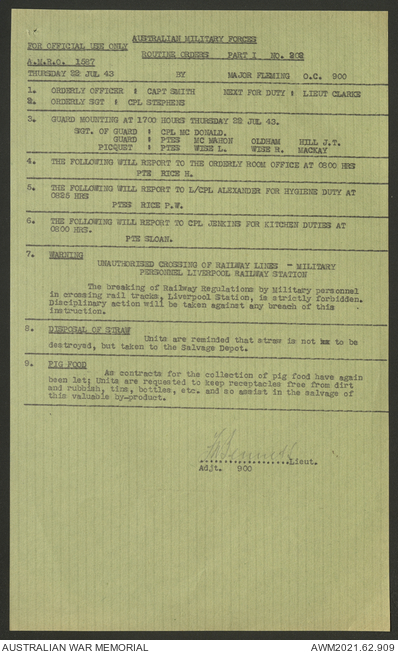 AUSTRALIAN MILITARY FORCES
FOR OFFICIAL USE ONLY
ROUTINE ORDERS PART I NO. 202
A.M.R.O. 1587
THURSDAY 22 JUL 43 BY MAJOR FLEMING O.C. 900
1. ORDERLY OFFICER : CAPT SMITH NEXT FOR DUTY : LIEUT CLARKE
2. ORDERLY SGT : CPL STEPHENS
3. GUARD MOUNTING AT 1700 HOURS THURSDAY 22 JUL 43.
SGT. OF GUARD : CPL MC DONALD.
GUARD : PTES MC MAHON OLDHAM HILL J.T.
PICQUET : PTES WISE L. WISE R. MACKAY
4. THE FOLLOWING WILL REPORT TO THE ORDERLY ROOM OFFICE AT 0800 HRS
PTE RICE H.
5. THE FOLLOWING WILL REPORT TO L/CPL ALEXANDER FOR HYGIENE DUTY AT
0825 HRS
PTES RICE P.W.
6. THE FOLLOWING WILL REPORT TO CPL JENKINS FOR KITCHEN DUTIES AT
0800 HRS.
PTE SLOAN.
7. WARNING
UNAUTHORISED CROSSING OF RAILWAY LINES - MILITARY
PERSONNEL LIVERPOOL RAILWAY STATION
The breaking of Railway Regulations by Military personnel
in crossing rail tracks, Liverpool Station, is strictly forbidden.
Disciplinary action will be taken against any breach of this
instruction.
8. DISPOSAL OF STRAW
Units are reminded that straw is not to be
destroyed, but taken to the Salvage Depot.
9. PIG FOOD
As contracts for the collection of pig food have again
been let; Units are requested to keep receptacles free from dirt
and rubbish, tins, bottles, etc. and so assist in the salvage of
this valuable by-product.
..................Lieut.
Adjt. 900
AUSTRALIAN WAR MEMORIAL AWM2021.62.909